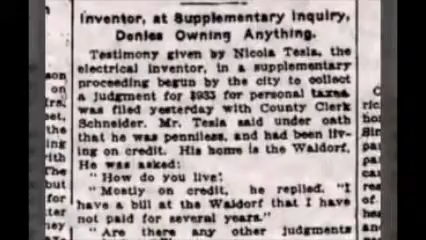 Inventor, at Supplementary Inquiry,
Denies Owning Anything.
Testimony given by Nicola Tesla, the
electrical inventor, in a supplementary
proceeding begun by the city to collect
a judgment for $935 for personal taxes
was filed yesterday with County Clerk
Schneider. Mr. Tesla said under oath
that he was penniless, and had been liv-
ing on credit. His home is the Waldorf.
He was asked:
"How do you live?
"Mostly on credit, he replied. "I
have a bill at the Waldorf that I have
not paid for several years."
"Are there any other judgments